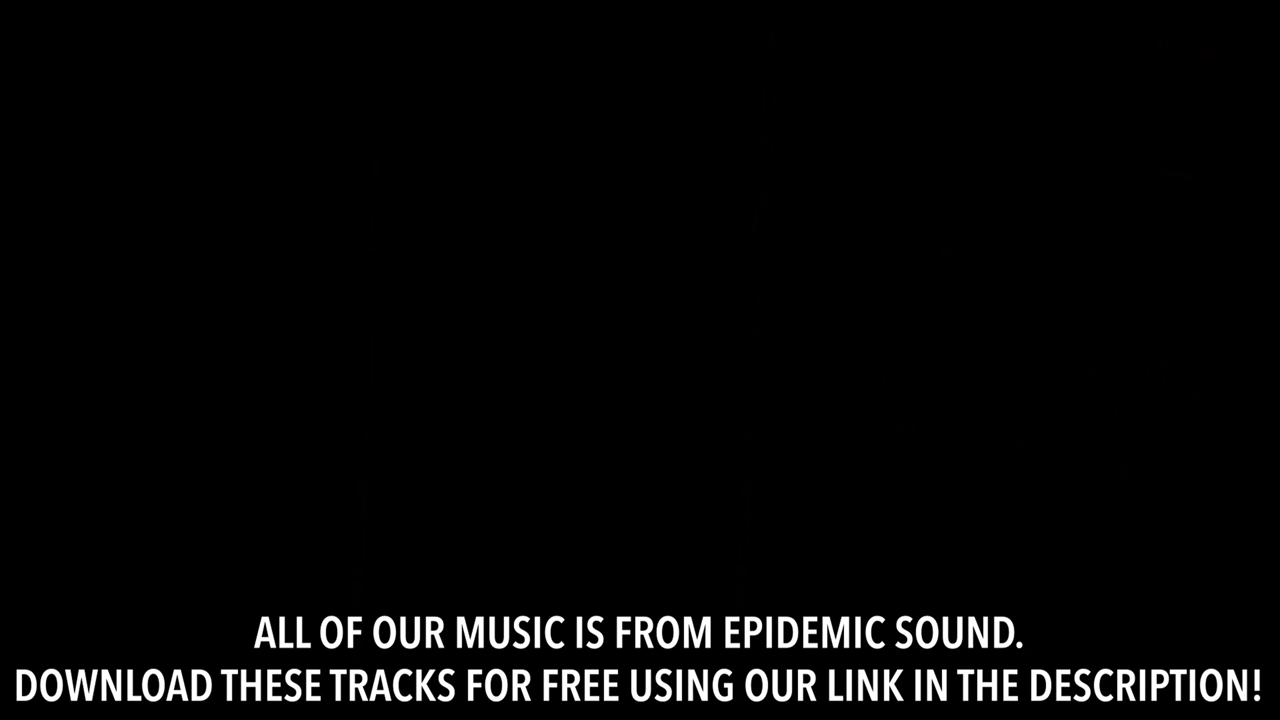 ALL OF OUR MUSIC IS FROM EPIDEMIC SOUND.
DOWNLOAD THESE TRACKS FOR FREE USING OUR LINK IN THE DESCRIPTION!